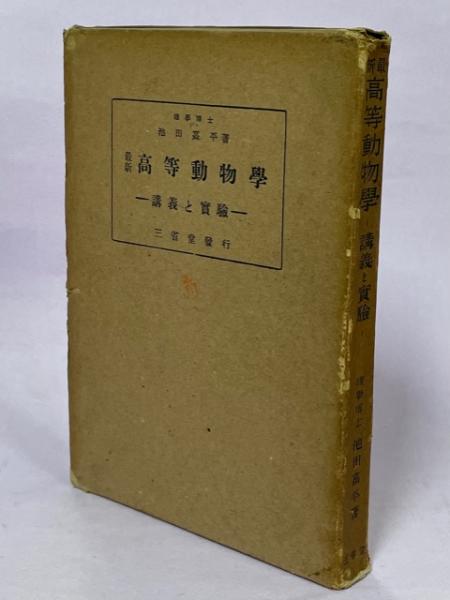 理學博士
池田嘉平著
最新
高等動物學
—講義と實驗—
三省堂發行
最新
高等動物學
講義と實驗
理學博士
池田嘉平著